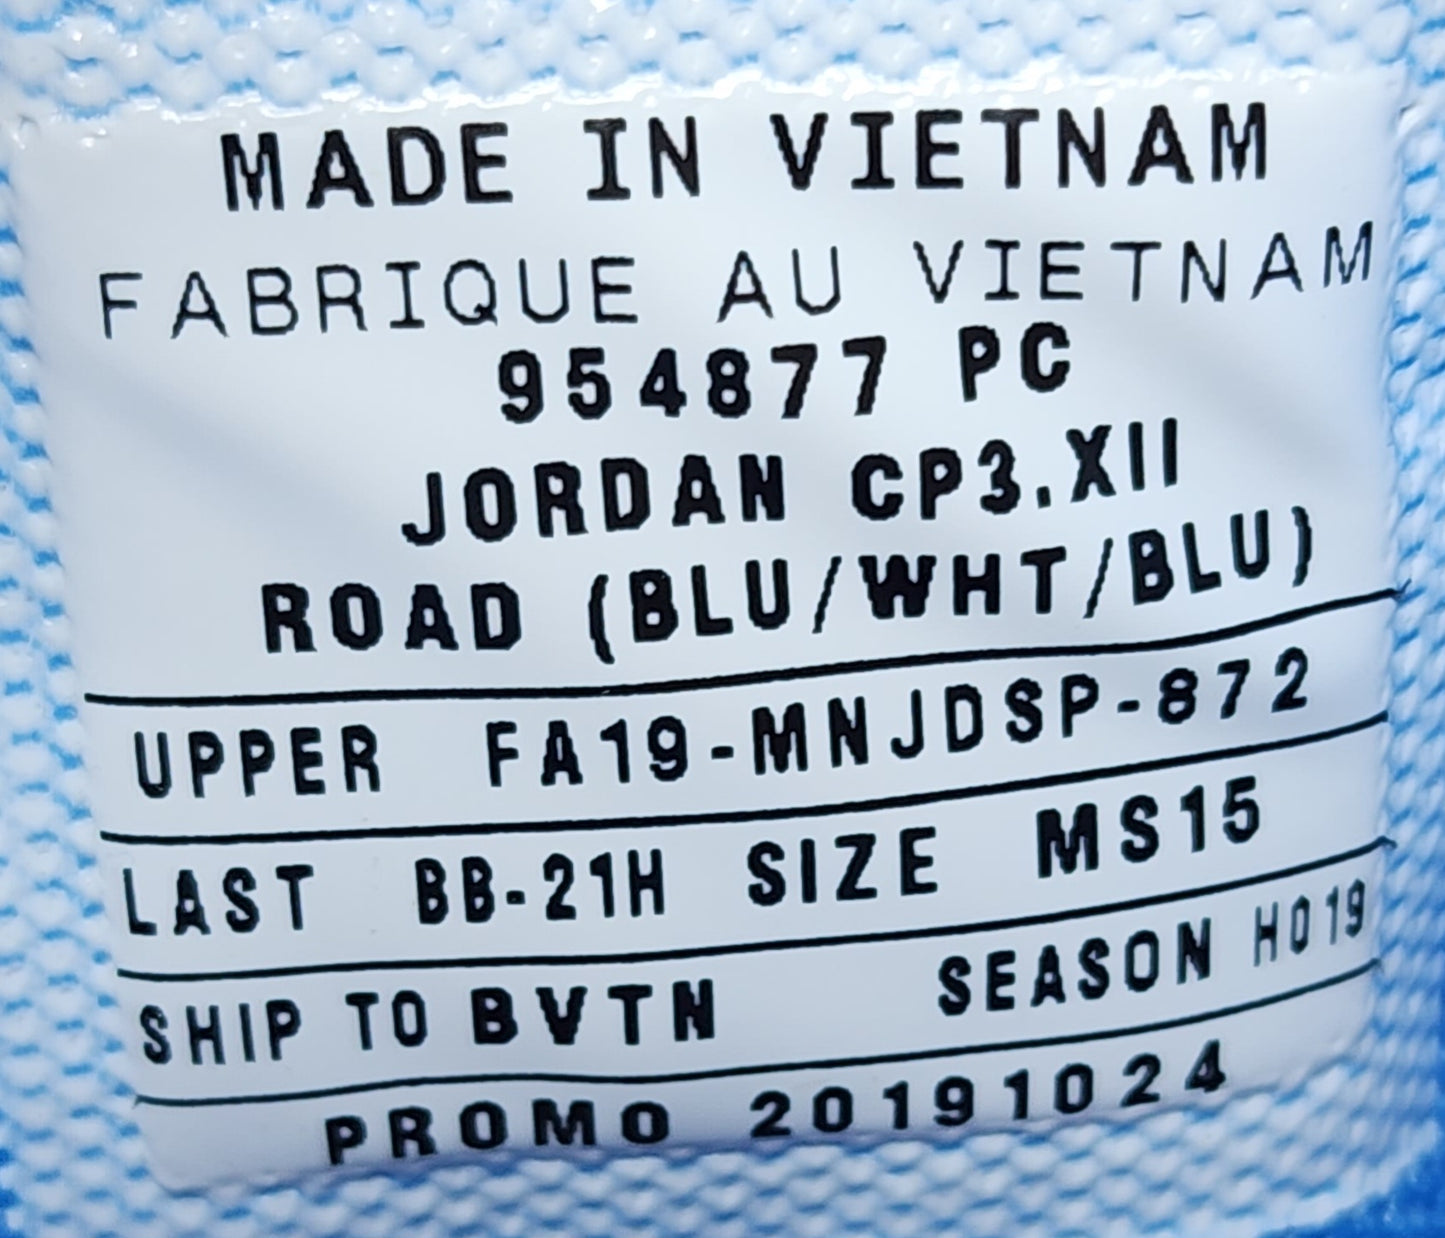 MADE IN VIETNAM
FABRIQUE AU VIETNAM
954877 PC
JORDAN CP3.XII
ROAD (BLU/WHT/BLU)
UPPER FA19-MNJDSP-872
LAST BB-21H SIZE MS15
SHIP TO BVTN SEASON HO19
PROMO 20191024